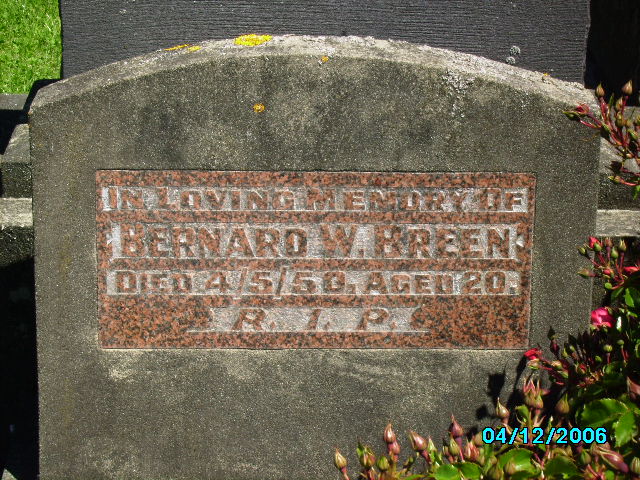 IN LOVING MEMORY OF
BERNARD W. KREEN
DIED 4/5/50. AGED 20.
R. I. P.
04/12/2006